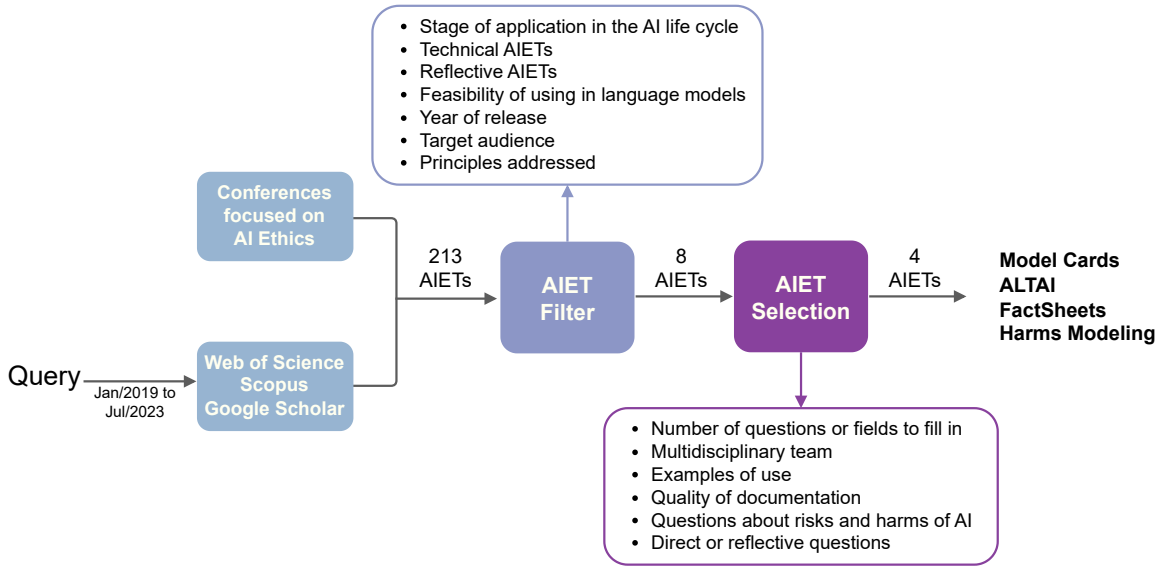 • Stage of application in the AI life cycle
• Technical AIETs
• Reflective AIETs
• Feasibility of using in language models
• Year of release
• Target audience
• Principles addressed
Conferences
focused on
AI Ethics
213
AIETs
AIET
Filter
8
AIETs
AIET
Selection
4
AIETs
Model Cards
ALTAI
FactSheets
Harms Modeling
Query
Jan/2019 to
Jul/2023
Web of Science
Scopus
Google Scholar
• Number of questions or fields to fill in
• Multidisciplinary team
• Examples of use
• Quality of documentation
• Questions about risks and harms of AI
• Direct or reflective questions